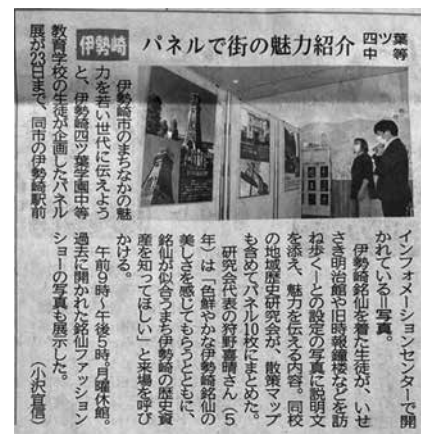 伊勢崎
パネルで街の魅力紹介
四ツ葉
中等
伊勢崎市のまちなかの魅
力を若い世代に伝えよう
と、伊勢崎四ツ葉学園中等
教育学校の生徒が企画したパネル
展が23日まで、同市の伊勢崎駅前
インフォメーションセンターで開
かれている＝写真。
伊勢崎銘仙を着た生徒が、いせ
さき明治館や旧時報鐘楼などを訪
ね歩く―との設定の写真に説明文
を添え、魅力を伝える内容。同校
の地域歴史研究会が、散策マップ
も含めてパネル10枚にまとめた。
研究会代表の狩野喜晴さん（5
年）は「色鮮やかな伊勢崎銘仙の
美しさを感じてもらうとともに、
銘仙が似合うまち伊勢崎の歴史資
産を知ってほしい」と来場を呼び
かける。
午前9時～午後5時。月曜休館。
過去に開かれた銘仙ファッション
ショーの写真も展示した。
（小沢宜信）